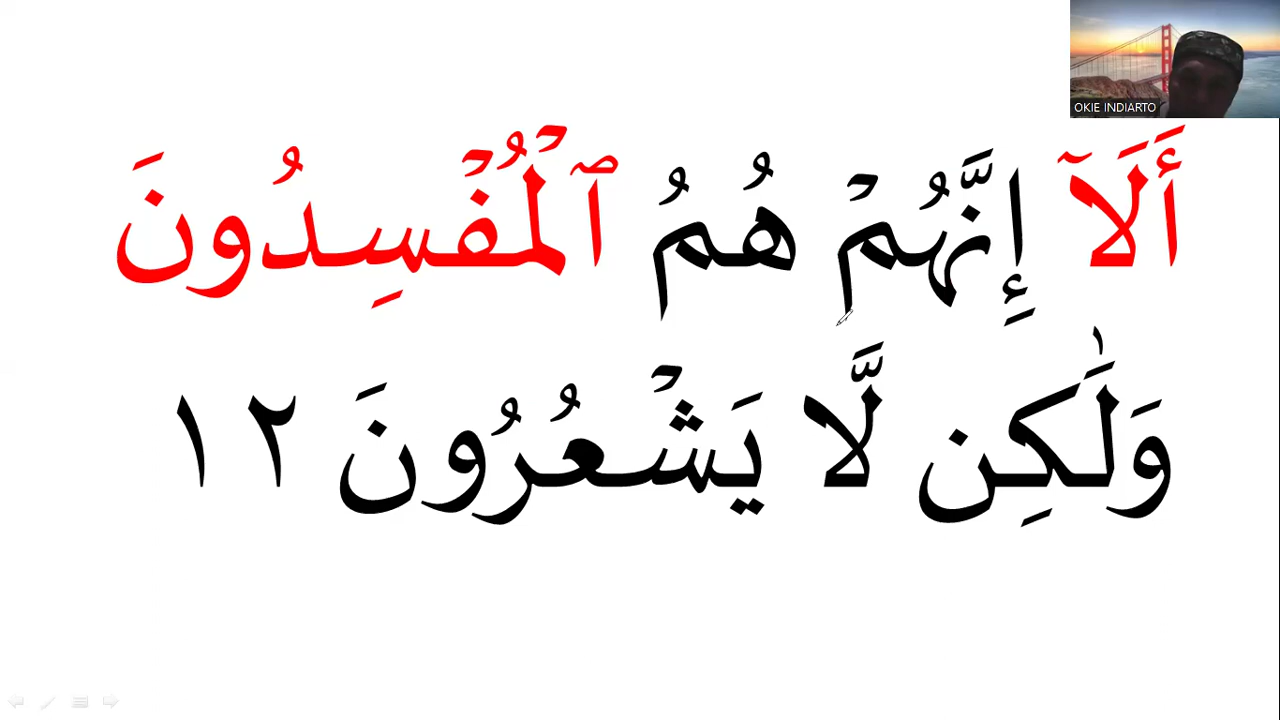 OKIE INDIARTO
أَلَآ إِنَّهُمْ هُمُ ٱلْمُفْسِدُونَ
وَلَٰكِن لَّا يَشْعُرُونَ ١٢